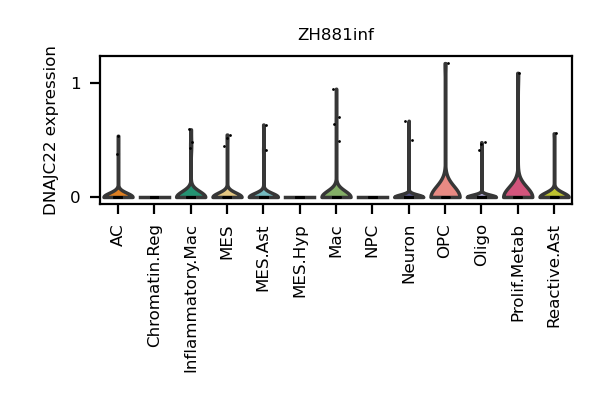 ZH881inf
DNAJC22 expression
1
0
AC
Chromatin.Reg
Inflammatory.Mac
MES
MES.Ast
MES.Hyp
Mac
NPC
Neuron
OPC
Oligo
Prolif.Metab
Reactive.Ast